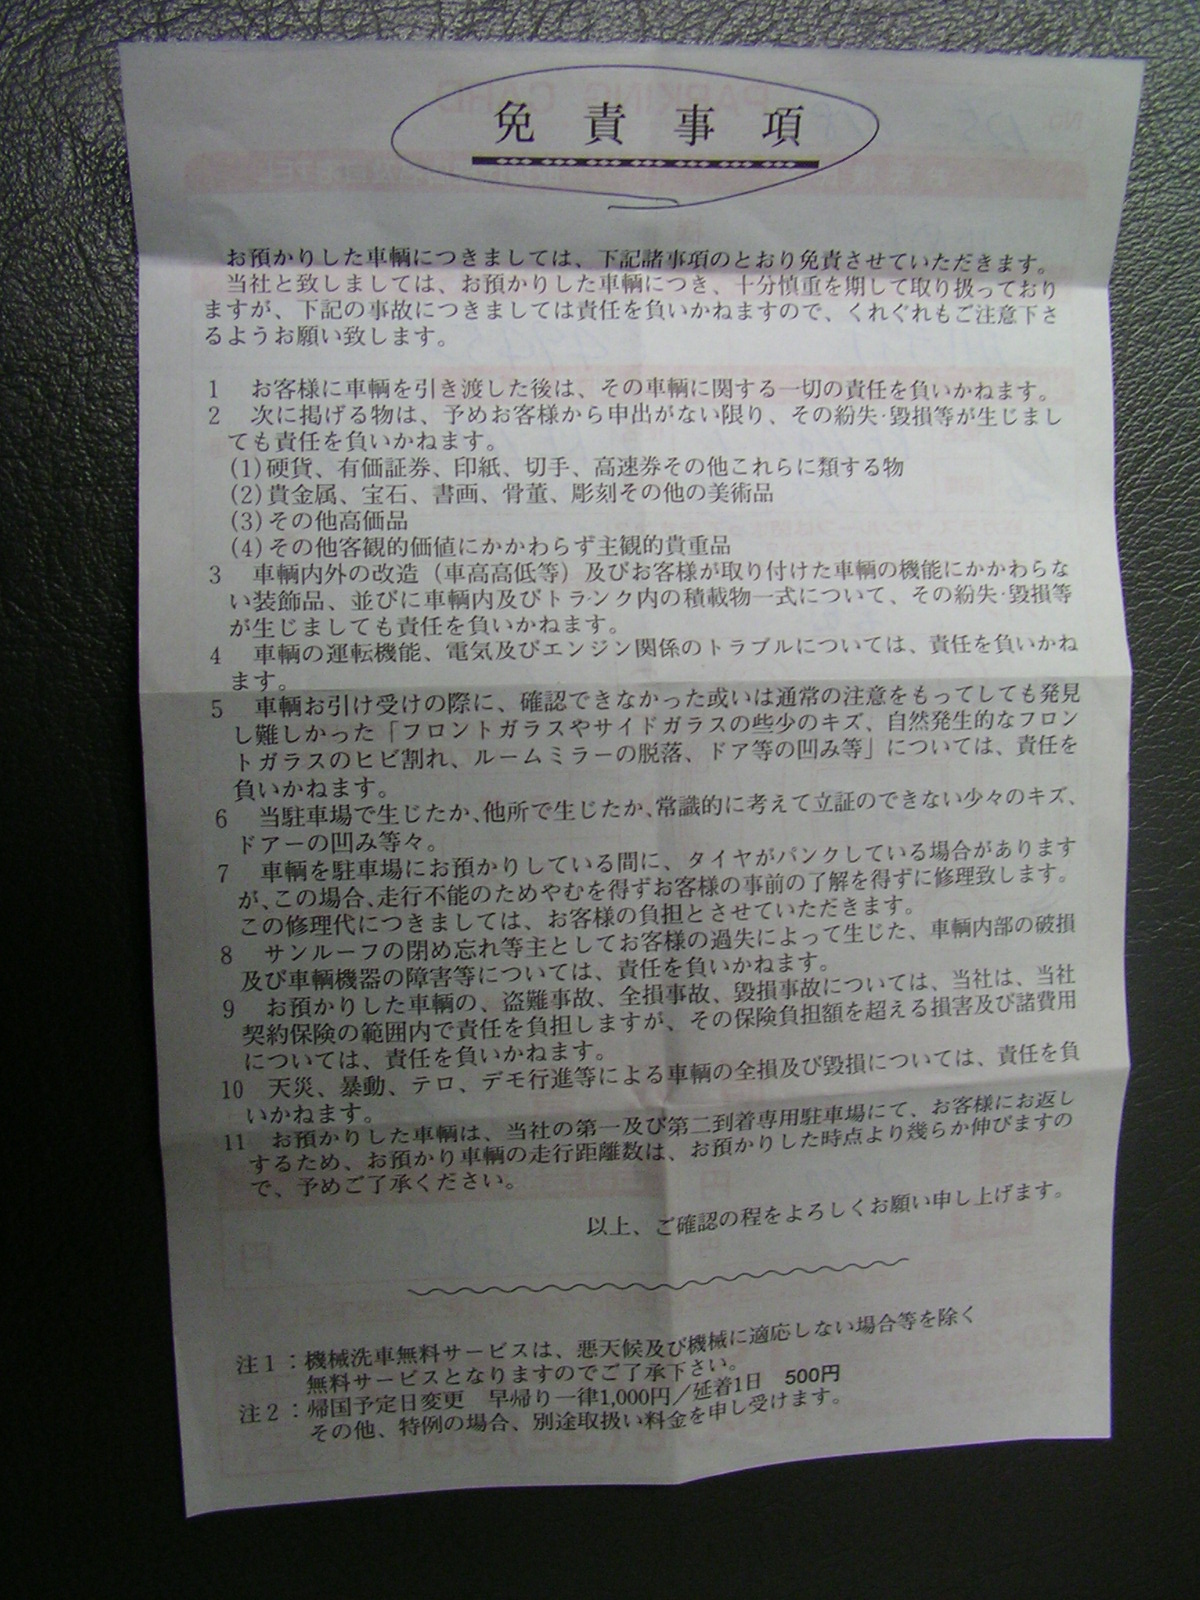 免責事項
お預かりした車輌につきましては、下記諸事項のとおり免責させていただきます。
当社と致しましては、お預かりした車輌につき、十分慎重を期して取り扱っており
ますが、下記の事故につきましては責任を負いかねますので、くれぐれもご注意下さ
るようお願い致します。
1 お客様に車輌を引き渡した後は、その車輌に関する一切の責任を負いかねます。
2 次に掲げる物は、予めお客様から申出がない限り、その紛失·毀損等が生じまし
ても責任を負いかねます。
(1)硬貨、有価証券、印紙、切手、高速券その他これらに類する物
(2)貴金属、宝石、書画、骨董、彫刻その他の美術品
(3)その他高価品
(4)その他客観的価値にかかわらず主観的貴重品
3 車輌内外の改造（車高高低等）及びお客様が取り付けた車輌の機能にかかわらな
い装飾品、並びに車輌内及びトランク内の積載物一式について、その紛失·毀損等
が生じましても責任を負いかねます。
4 車輌の運転機能、電気及びエンジン関係のトラブルについては、責任を負いかね
ます。
5 車輌お引け受けの際に、確認できなかった或いは通常の注意をもってしても発見
し難しかった「フロントガラスやサイドガラスの些少のキズ、自然発生的なフロン
トガラスのヒビ割れ、ルームミラーの脱落、ドア等の凹み等」については、責任を
負いかねます。
6 当駐車場で生じたか、他所で生じたか、常識的に考えて立証のできない少々のキズ、
ドアーの凹み等々。
7 車輌を駐車場にお預かりしている間に、タイヤがパンクしている場合があります
が、この場合、走行不能のためやむを得ずお客様の事前の了解を得ずに修理致します。
この修理代につきましては、お客様の負担とさせていただきます。
8 サンルーフの閉め忘れ等主としてお客様の過失によって生じた、車輌内部の破損
及び車輌機器の障害等については、責任を負いかねます。
9 お預かりした車輌の、盗難事故、全損事故、毀損事故については、当社は、当社
契約保険の範囲内で責任を負担しますが、その保険負担額を超える損害及び諸費用
については、責任を負いかねます。
10 天災、暴動、テロ、デモ行進等による車輌の全損及び毀損については、責任を負
いかねます。
11 お預かりした車輌は、当社の第一及び第二到着専用駐車場にて、お客様にお返し
するため、お預かり車輌の走行距離数は、お預かりした時点より幾らか伸びますの
で、予めご了承ください。
以上、ご確認の程をよろしくお願い申し上げます。
注1：機械洗車無料サービスは、悪天候及び機械に適応しない場合等を除く
無料サービスとなりますのでご了承下さい。
注2：帰国予定日変更 早帰り一律1,000円／延着1日 500円
その他、特例の場合、別途取扱い料金を申し受けます。